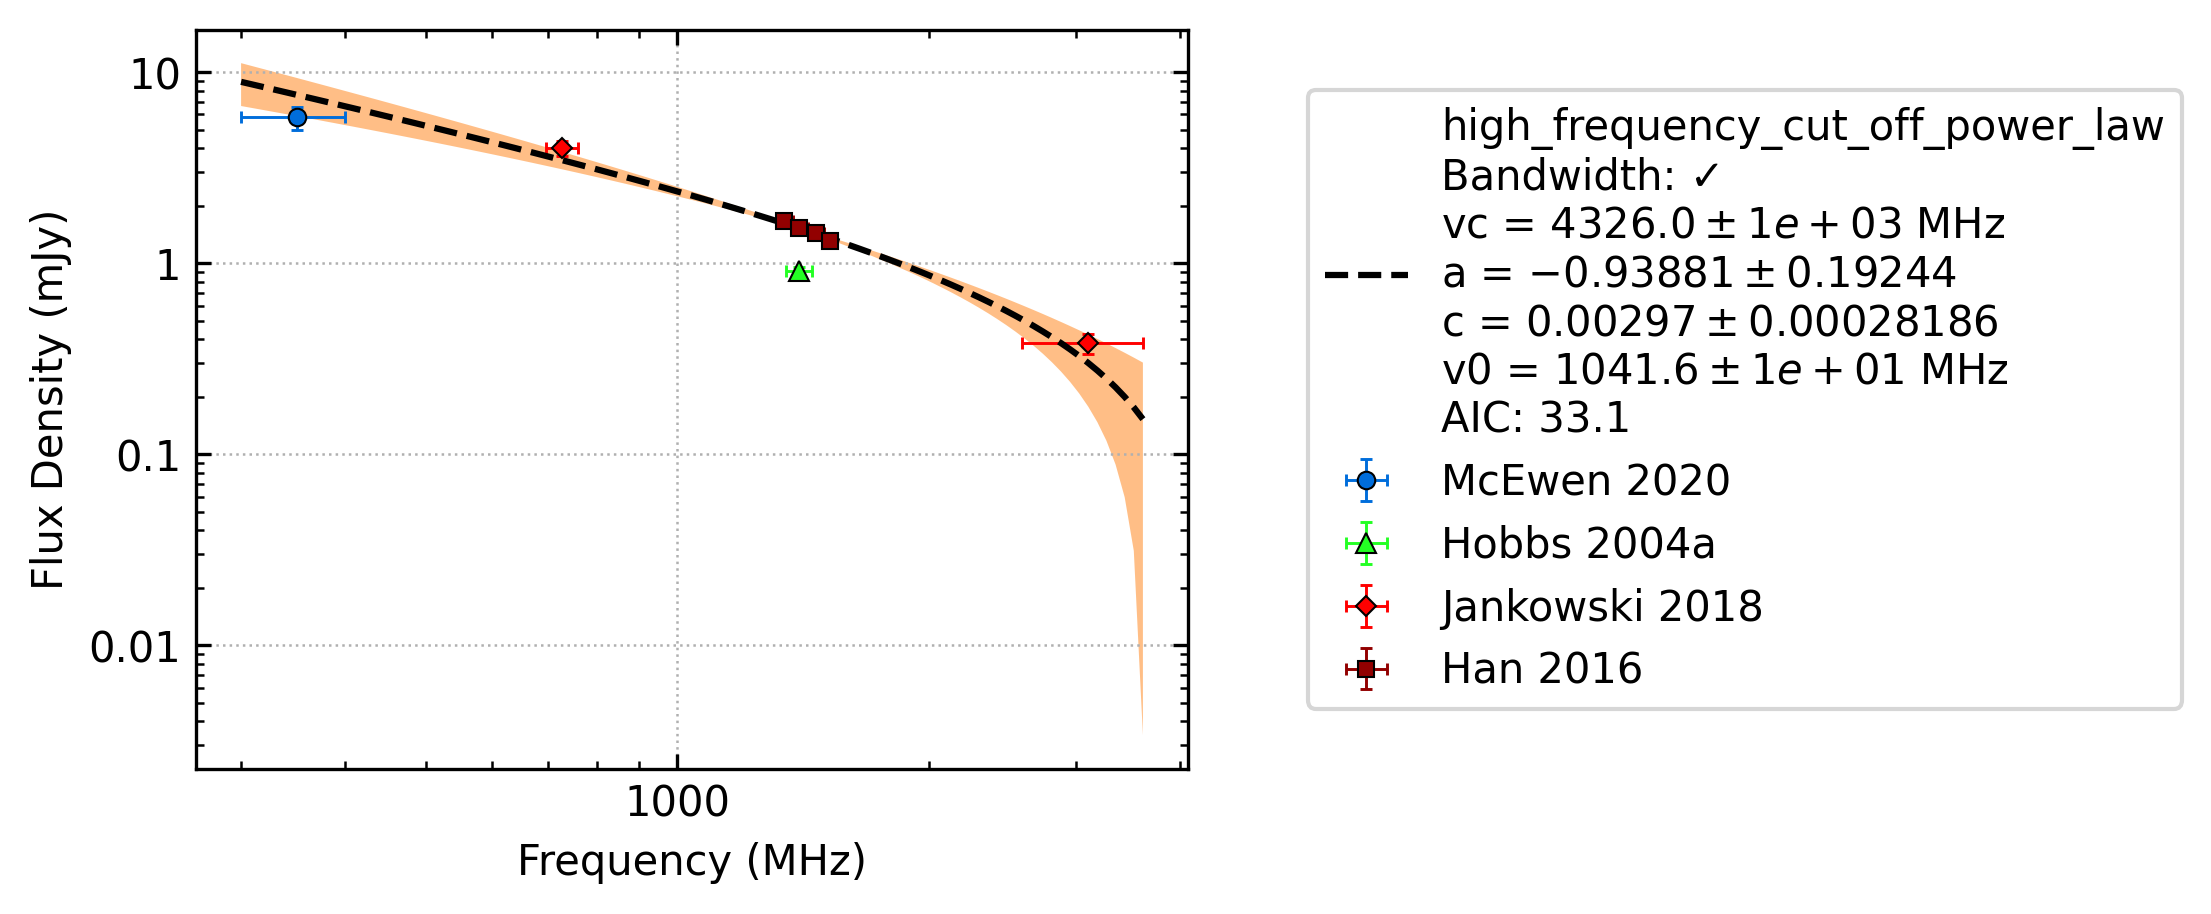 10
1
0.1
0.01
Flux Density (mJy)
1000
Frequency (MHz)
high_frequency_cut_off_power_law
Bandwidth: ✓
vc = 4326.0 ± 1e + 03 MHz
a = −0.93881 ± 0.19244
c = 0.00297 ± 0.00028186
v0 = 1041.6 ± 1e + 01 MHz
AIC: 33.1
McEwen 2020
Hobbs 2004a
Jankowski 2018
Han 2016